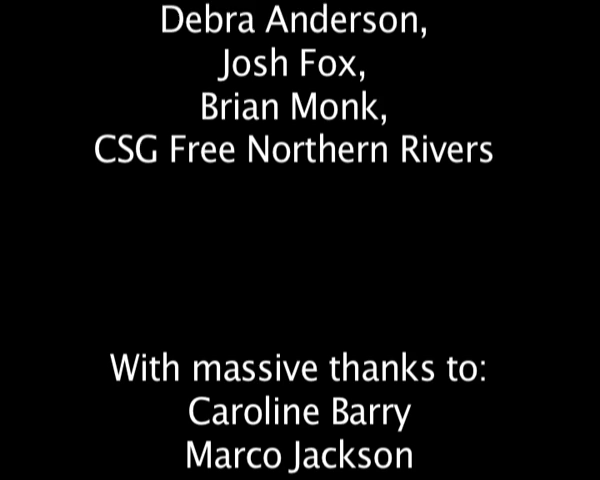 Debra Anderson,
Josh Fox,
Brian Monk,
CSG Free Northern Rivers
With massive thanks to:
Caroline Barry
Marco Jackson